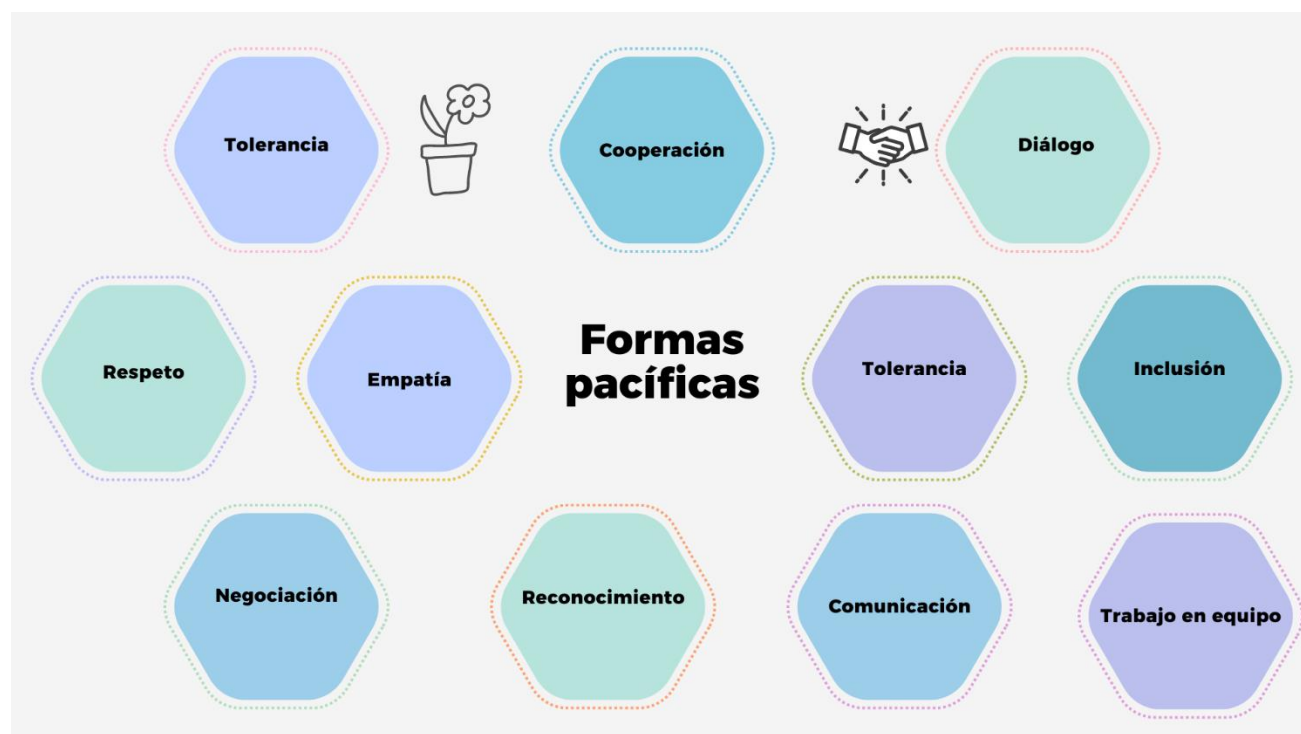 Tolerancia
Cooperación
Diálogo
Respeto
Empatía
Formas
pacíficas
Tolerancia
Inclusión
Negociación
Reconocimiento
Comunicación
Trabajo en equipo